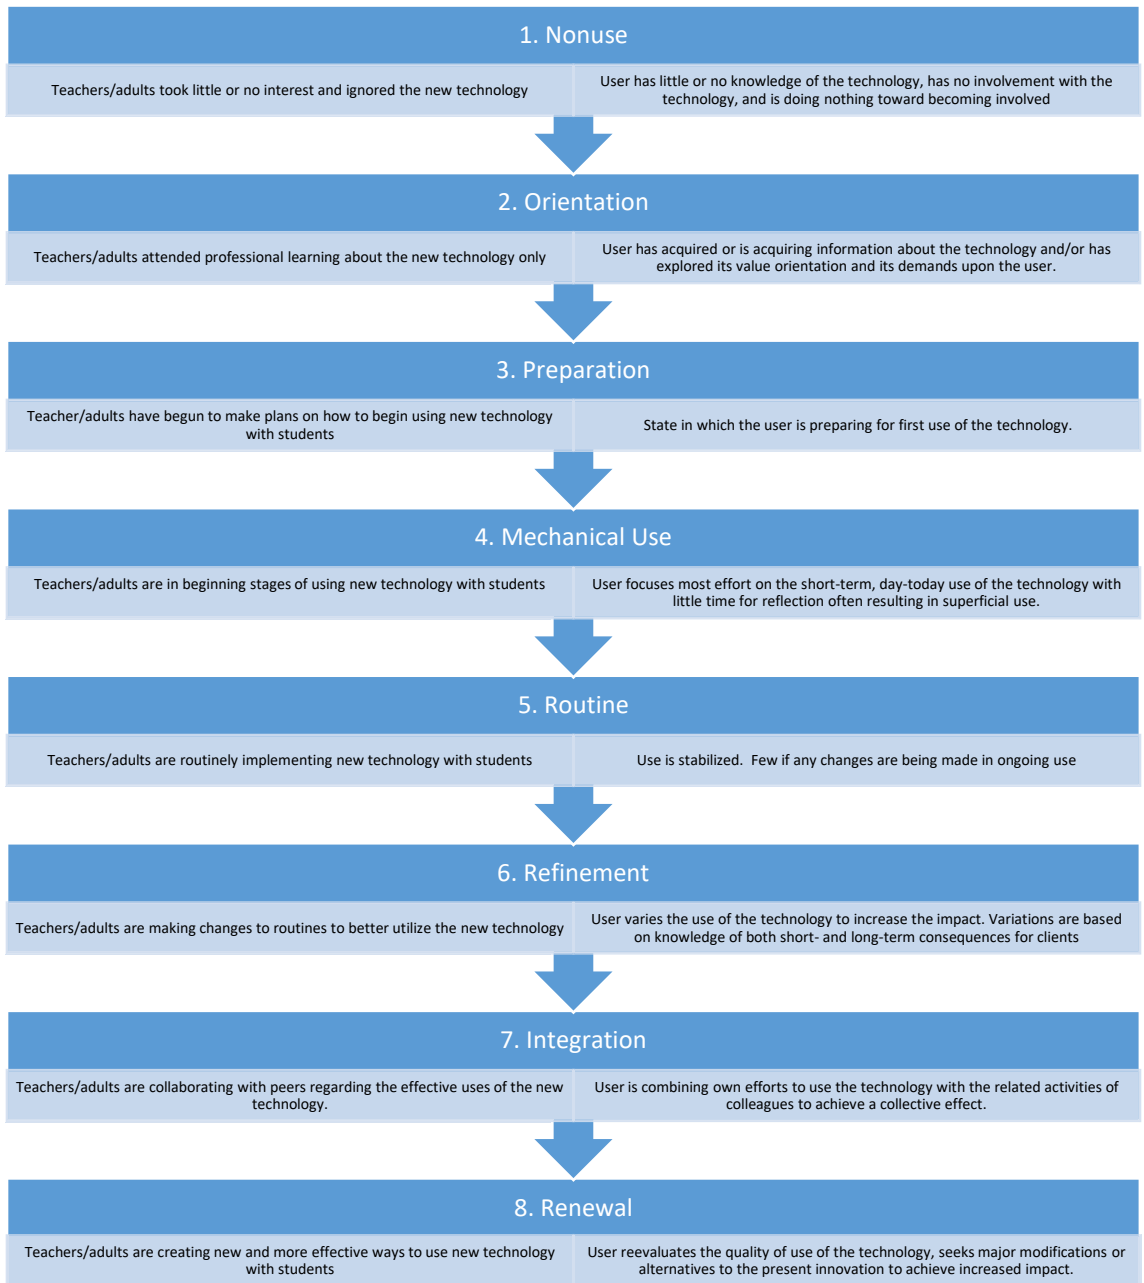 1. Nonuse
Teachers/adults took little or no interest and ignored the new technology
User has little or no knowledge of the technology, has no involvement with the
technology, and is doing nothing toward becoming involved
2. Orientation
Teachers/adults attended professional learning about the new technology only
User has acquired or is acquiring information about the technology and/or has
explored its value orientation and its demands upon the user.
3. Preparation
Teacher/adults have begun to make plans on how to begin using new technology
with students
State in which the user is preparing for first use of the technology.
4. Mechanical Use
Teachers/adults are in beginning stages of using new technology with students
User focuses most effort on the short-term, day-today use of the technology with
little time for reflection often resulting in superficial use.
5. Routine
Teachers/adults are routinely implementing new technology with students
Use is stabilized.  Few if any changes are being made in ongoing use
6. Refinement
Teachers/adults are making changes to routines to better utilize the new technology
User varies the use of the technology to increase the impact. Variations are based
on knowledge of both short- and long-term consequences for clients
7. Integration
Teachers/adults are collaborating with peers regarding the effective uses of the new
technology.
User is combining own efforts to use the technology with the related activities of
colleagues to achieve a collective effect.
8. Renewal
Teachers/adults are creating new and more effective ways to use new technology
with students
User reevaluates the quality of use of the technology, seeks major modifications or
alternatives to the present innovation to achieve increased impact.